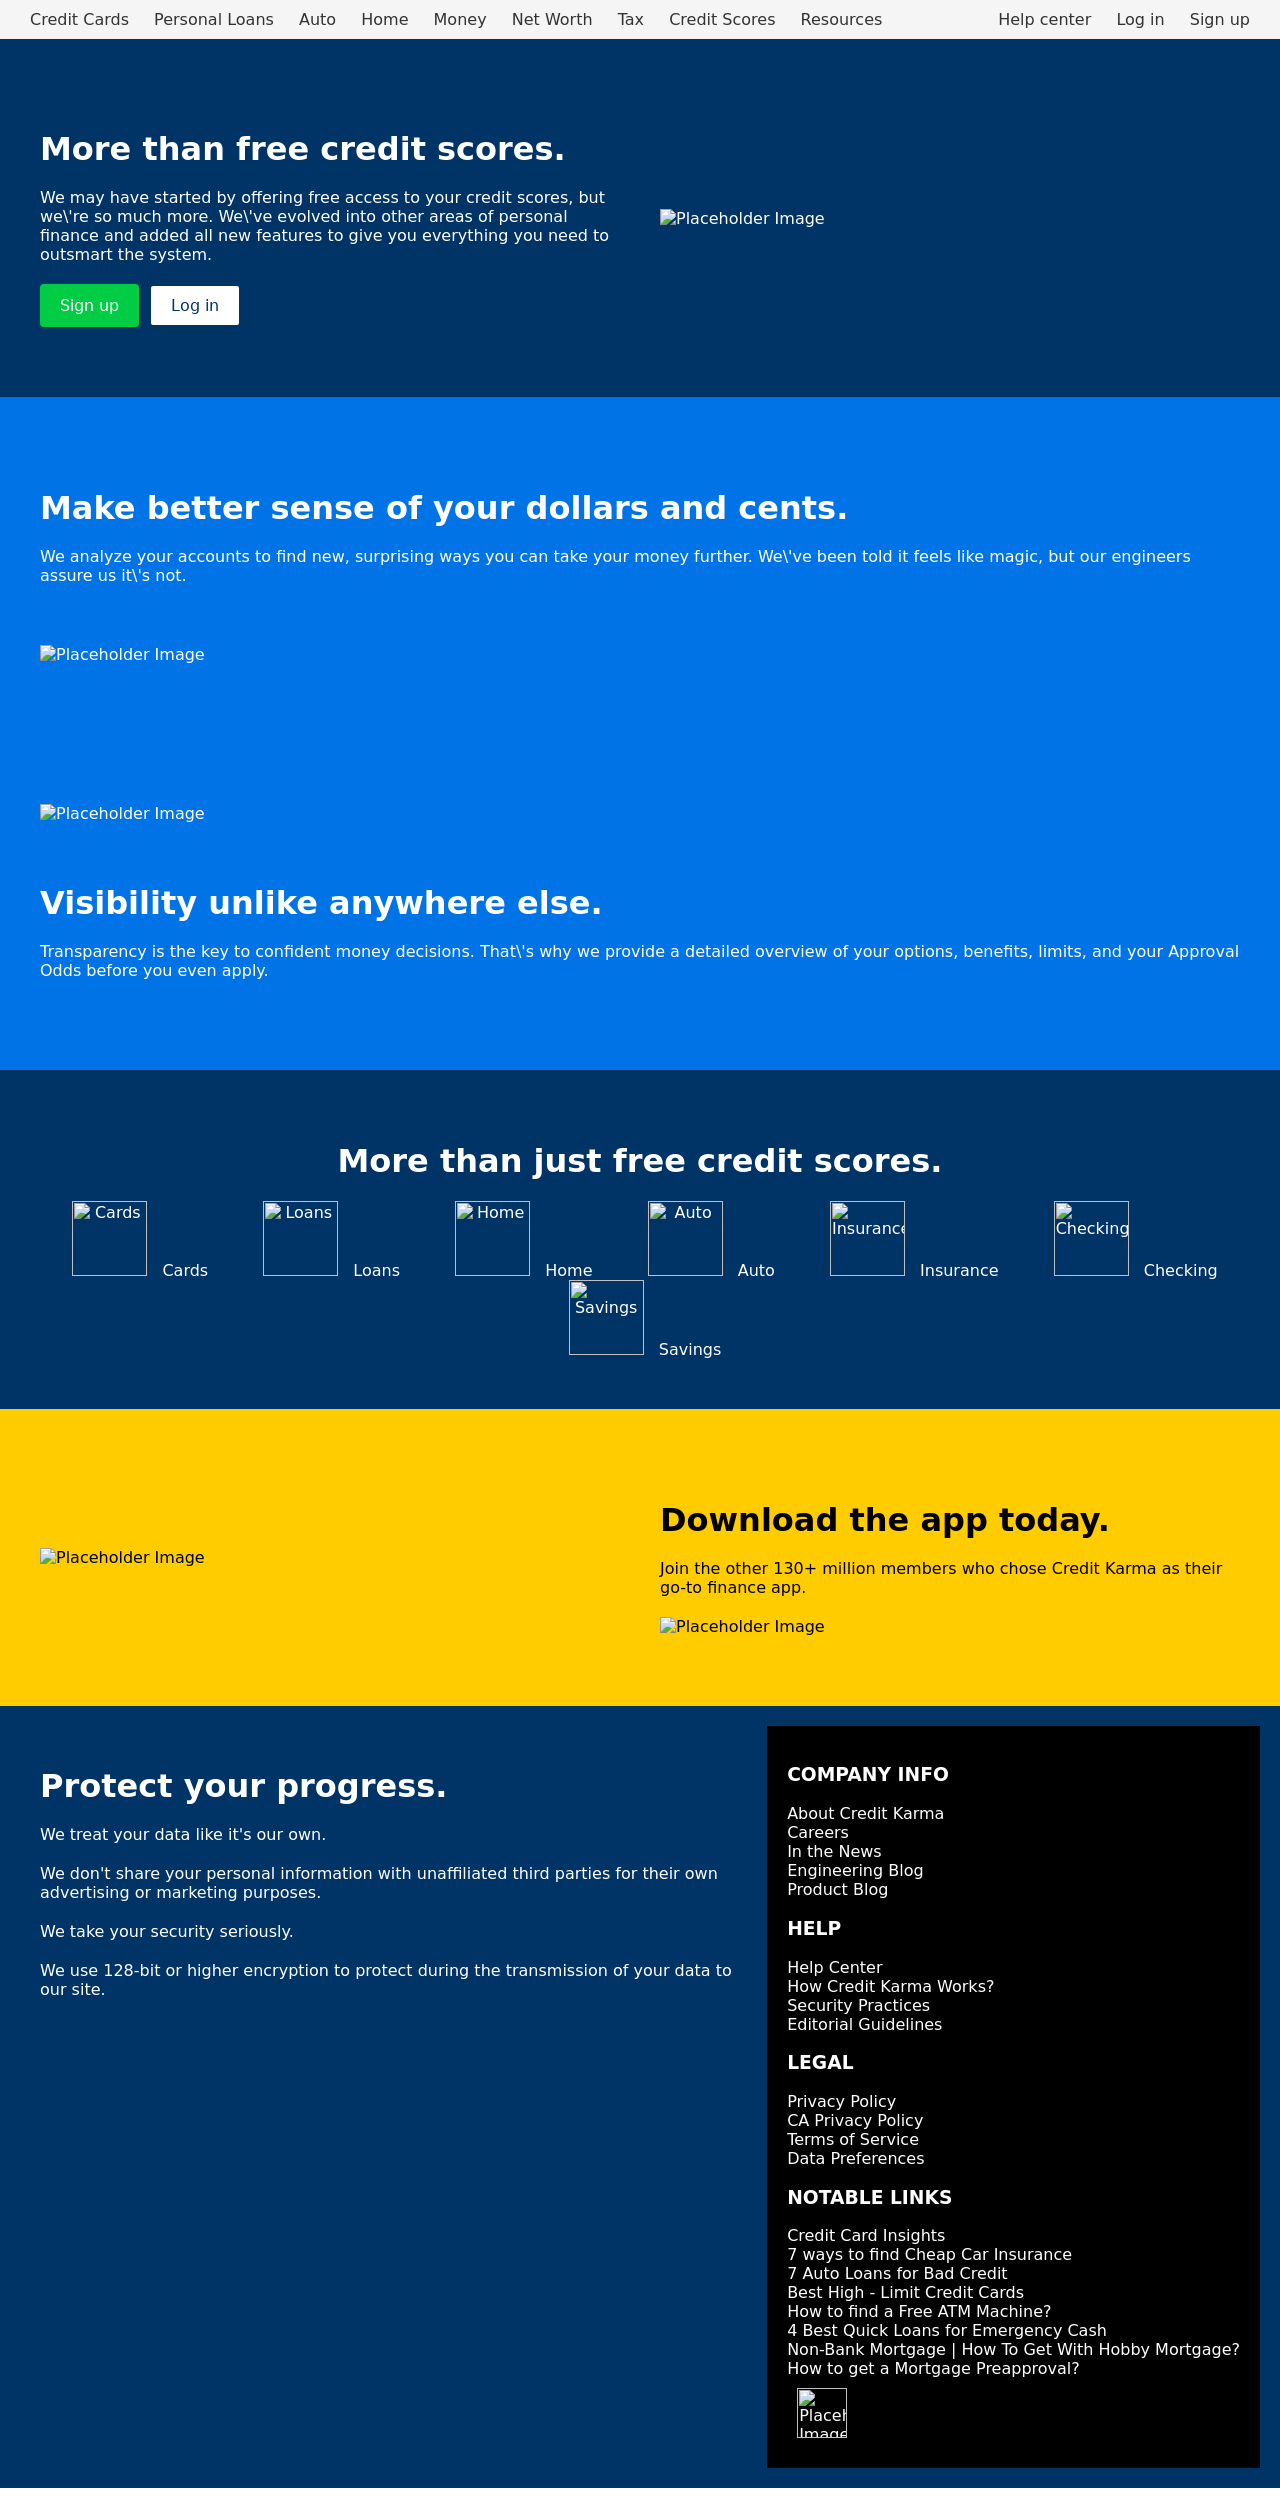 Credit Cards Personal Loans Auto Home Money Net Worth Tax Credit Scores Resources Help center Log in Sign up
More than free credit scores.
We may have started by offering free access to your credit scores, but
we\'re so much more. We\'ve evolved into other areas of personal
finance and added all new features to give you everything you need to
outsmart the system.
Placeholder Image
Sign up Log in
Make better sense of your dollars and cents.
We analyze your accounts to find new, surprising ways you can take your money further. We\'ve been told it feels like magic, but our engineers
assure us it\'s not.
Placeholder Image
Placeholder Image
Visibility unlike anywhere else.
Transparency is the key to confident money decisions. That\'s why we provide a detailed overview of your options, benefits, limits, and your Approval
Odds before you even apply.
More than just free credit scores.
Cards Cards Loans Loans Home Home Auto Auto Insurance Insurance Checking Checking
Savings Savings
Placeholder Image
Download the app today.
Join the other 130+ million members who chose Credit Karma as their
go-to finance app.
Placeholder Image
Protect your progress.
We treat your data like it's our own.
We don't share your personal information with unaffiliated third parties for their own
advertising or marketing purposes.
We take your security seriously.
We use 128-bit or higher encryption to protect during the transmission of your data to
our site.
COMPANY INFO
About Credit Karma
Careers
In the News
Engineering Blog
Product Blog
HELP
Help Center
How Credit Karma Works?
Security Practices
Editorial Guidelines
LEGAL
Privacy Policy
CA Privacy Policy
Terms of Service
Data Preferences
NOTABLE LINKS
Credit Card Insights
7 ways to find Cheap Car Insurance
7 Auto Loans for Bad Credit
Best High - Limit Credit Cards
How to find a Free ATM Machine?
4 Best Quick Loans for Emergency Cash
Non-Bank Mortgage | How To Get With Hobby Mortgage?
How to get a Mortgage Preapproval?
Image